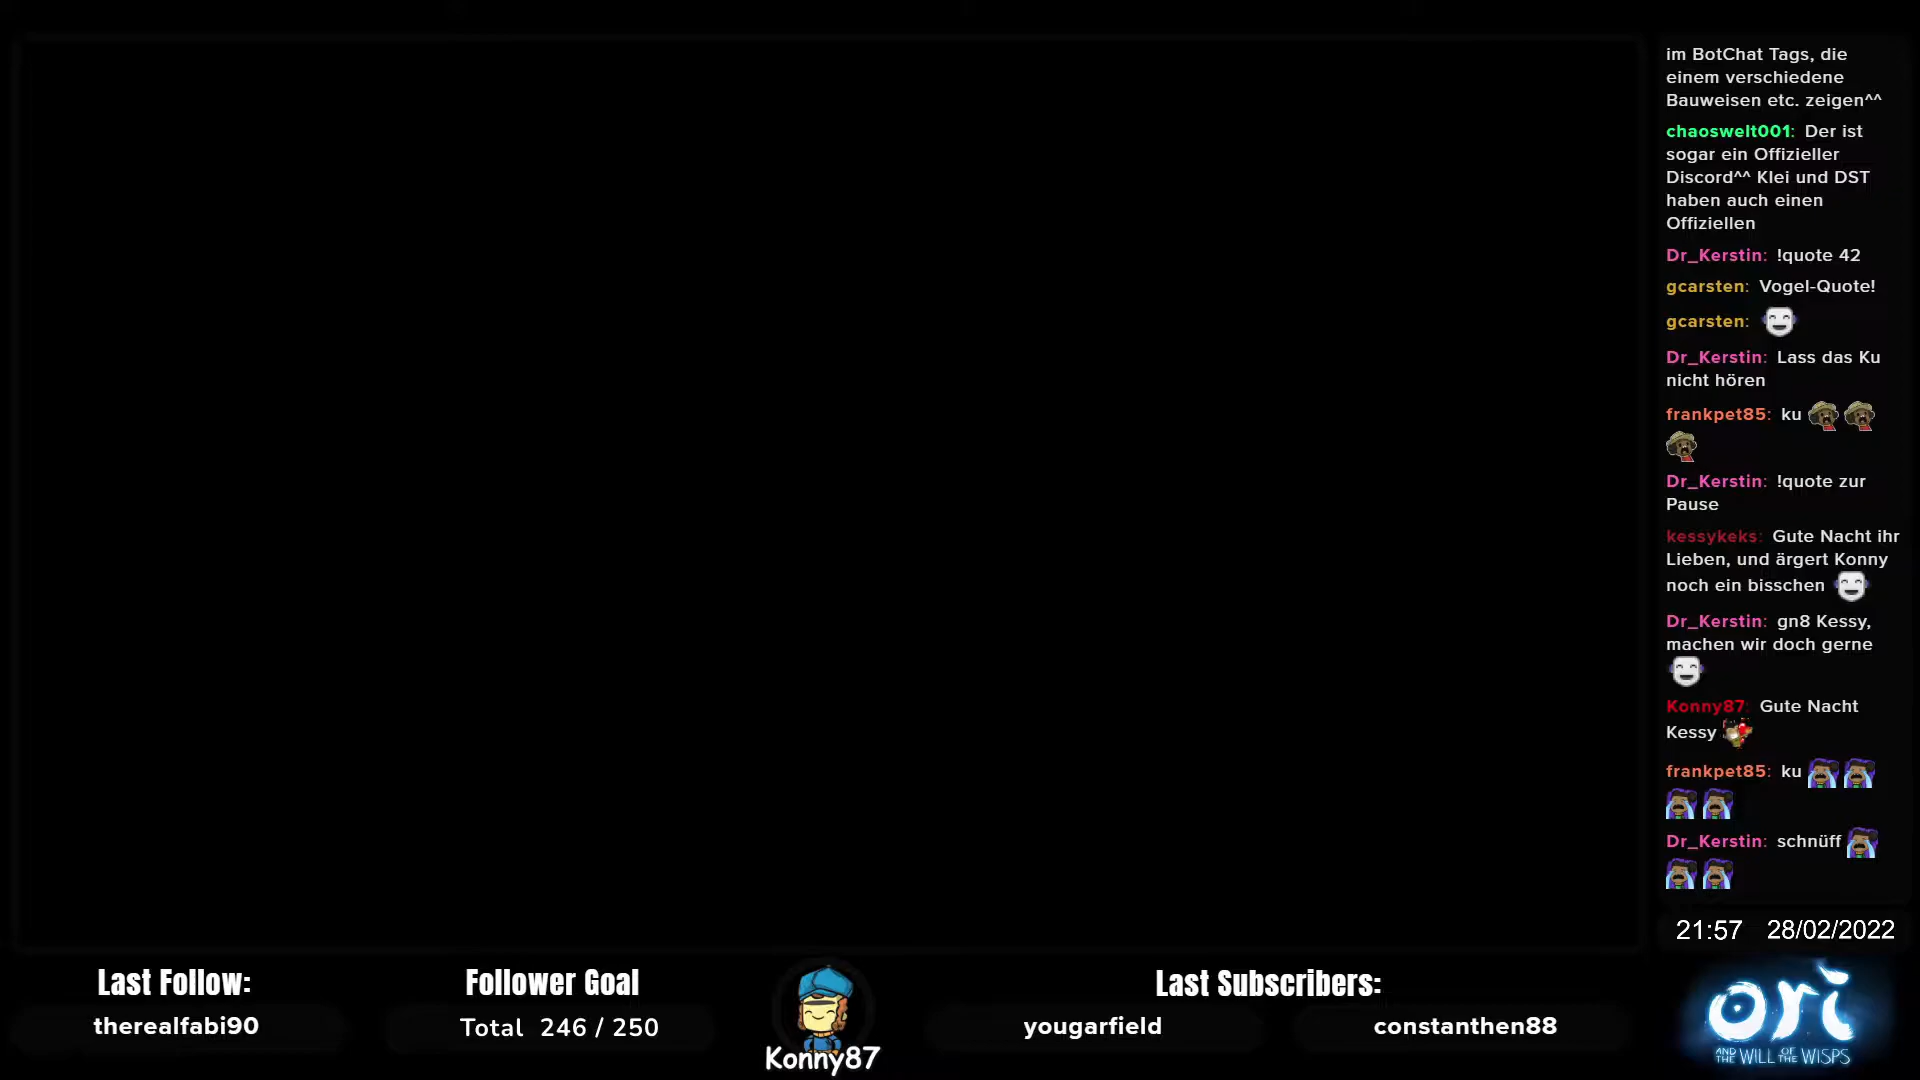 im BotChat Tags, die
einem verschiedene
Bauweisen etc. zeigen^^
chaoswelt001: Der ist
sogar ein Offizieller
Discord^^ Klei und DST
haben auch einen
Offiziellen
Dr_Kerstin: !quote 42
gcarsten: Vogel-Quote!
gcarsten:
Dr_Kerstin: Lass das Ku
nicht hören
frankpet85: ku
Dr_Kerstin: !quote zur
Pause
kessykeks: Gute Nacht ihr
Lieben, und ärgert Konny
noch ein bisschen
Dr_Kerstin: gn8 Kessy,
machen wir doch gerne
Konny87: Gute Nacht
Kessy
frankpet85: ku
Dr_Kerstin: schnüff
21:57 28/02/2022
Last Follow:
therealfabi90
Follower Goal
Total 246 / 250
Konny87
Last Subscribers:
yougarfield constanthen88
ori
AND THE WILL OF THE WISPS